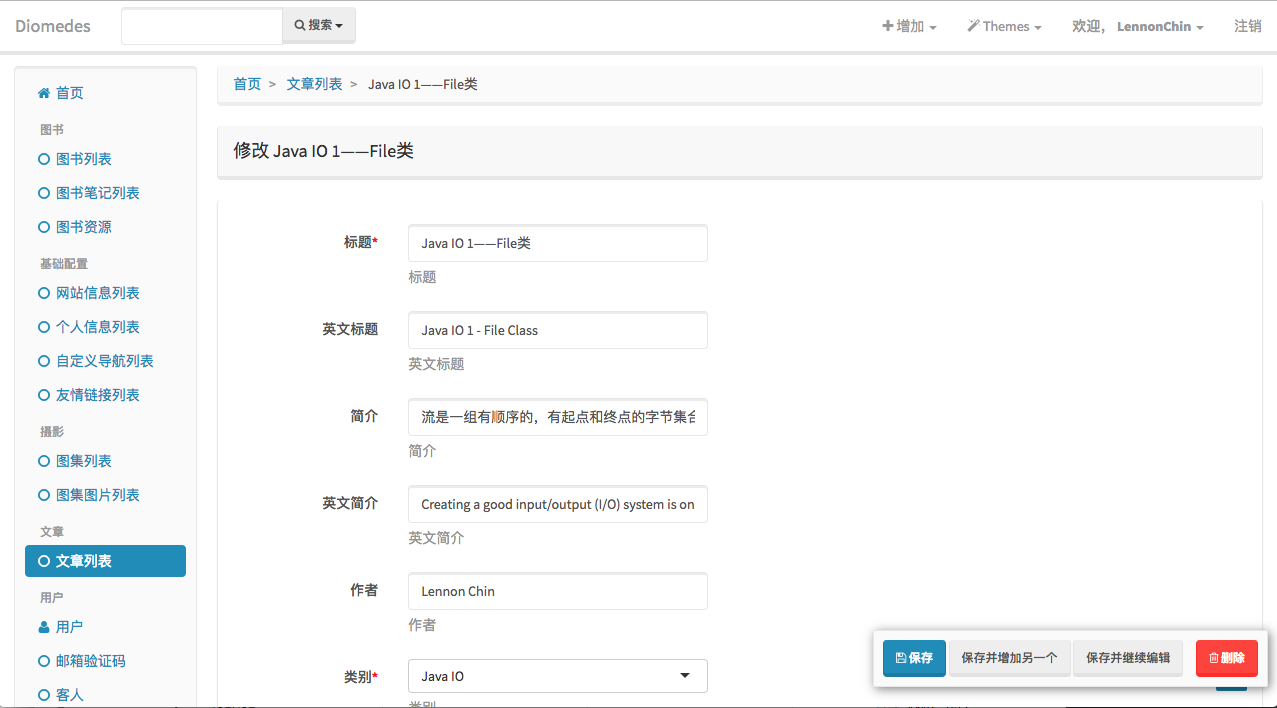 Diomedes
搜索
增加
Themes
欢迎， LennonChin
注销
首页
图书
图书列表
图书笔记列表
图书资源
基础配置
网站信息列表
个人信息列表
自定义导航列表
友情链接列表
摄影
图集列表
图集图片列表
文章
文章列表
用户
用户
邮箱验证码
客人
首页 > 文章列表 > Java IO 1——File类
修改 Java IO 1——File类
标题* Java IO 1——File类
标题
英文标题 Java IO 1 - File Class
英文标题
简介 流是一组有顺序的，有起点和终点的字节集合
简介
英文简介 Creating a good input/output (I/O) system is on
英文简介
作者 Lennon Chin
作者
类别* Java IO
类别
保存 保存并增加另一个 保存并继续编辑 删除